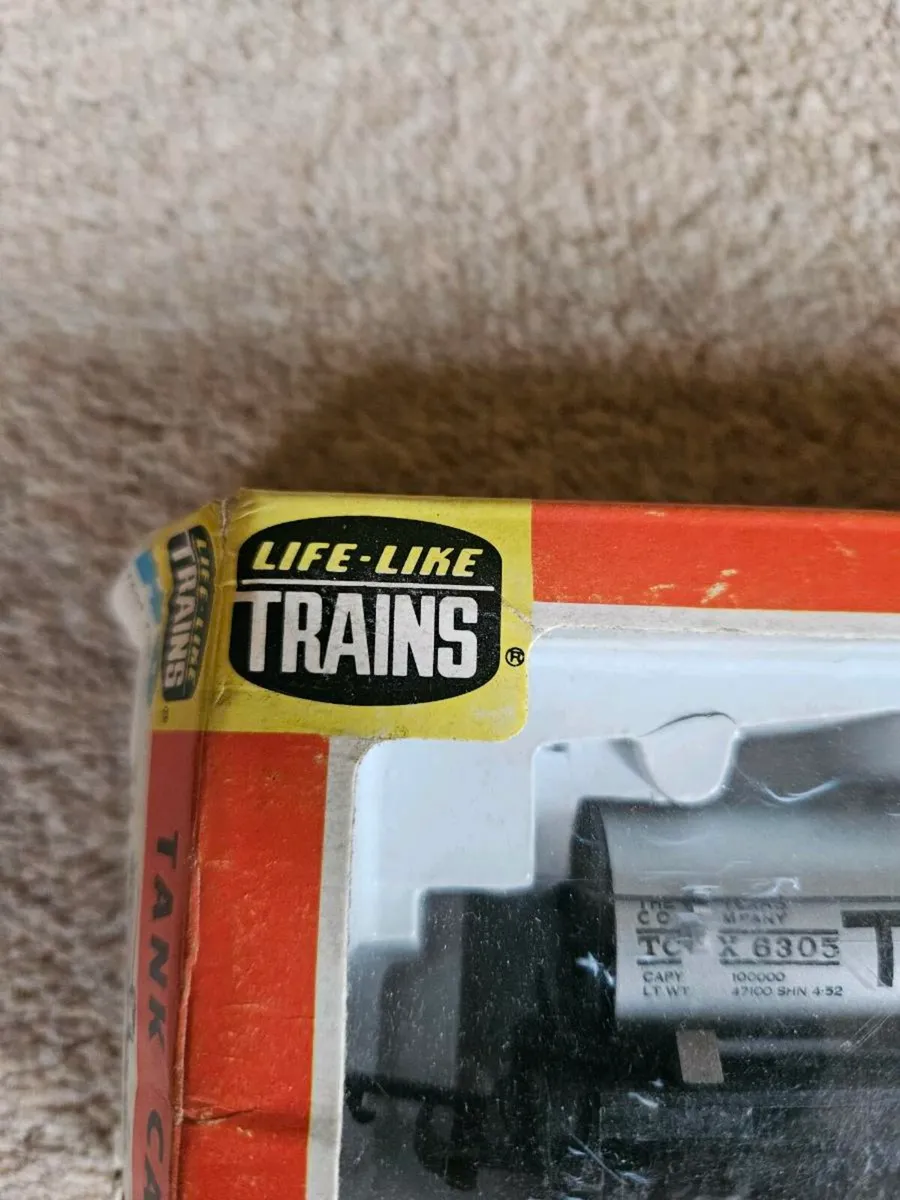 LIFE-LIKE
TRAINS
®
LIFE-LIKE
TRAINS
®
TANK CA
THE TEXAS
CO MPANY
TC X 6305
T
CAPY 100000
LT WT 47100 SHN 4-52